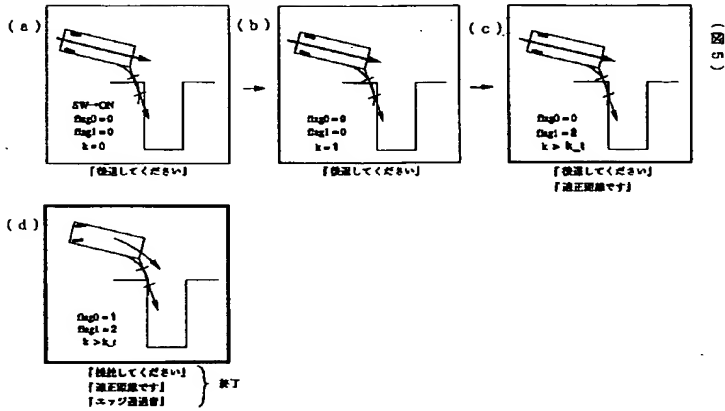 (a)
SW→ON
flag0=0
flag1=0
k=0
『後退してください』
(b)
flag0=0
flag1=0
k=1
『後退してください』
(c)
flag0=0
flag1=2
k>k_t
『後退してください』
『適正距離です』
(図5)
(d)
flag0=1
flag1=2
k>k_t
『後退してください』
『適正距離です』
『エッジ通過音』
終了